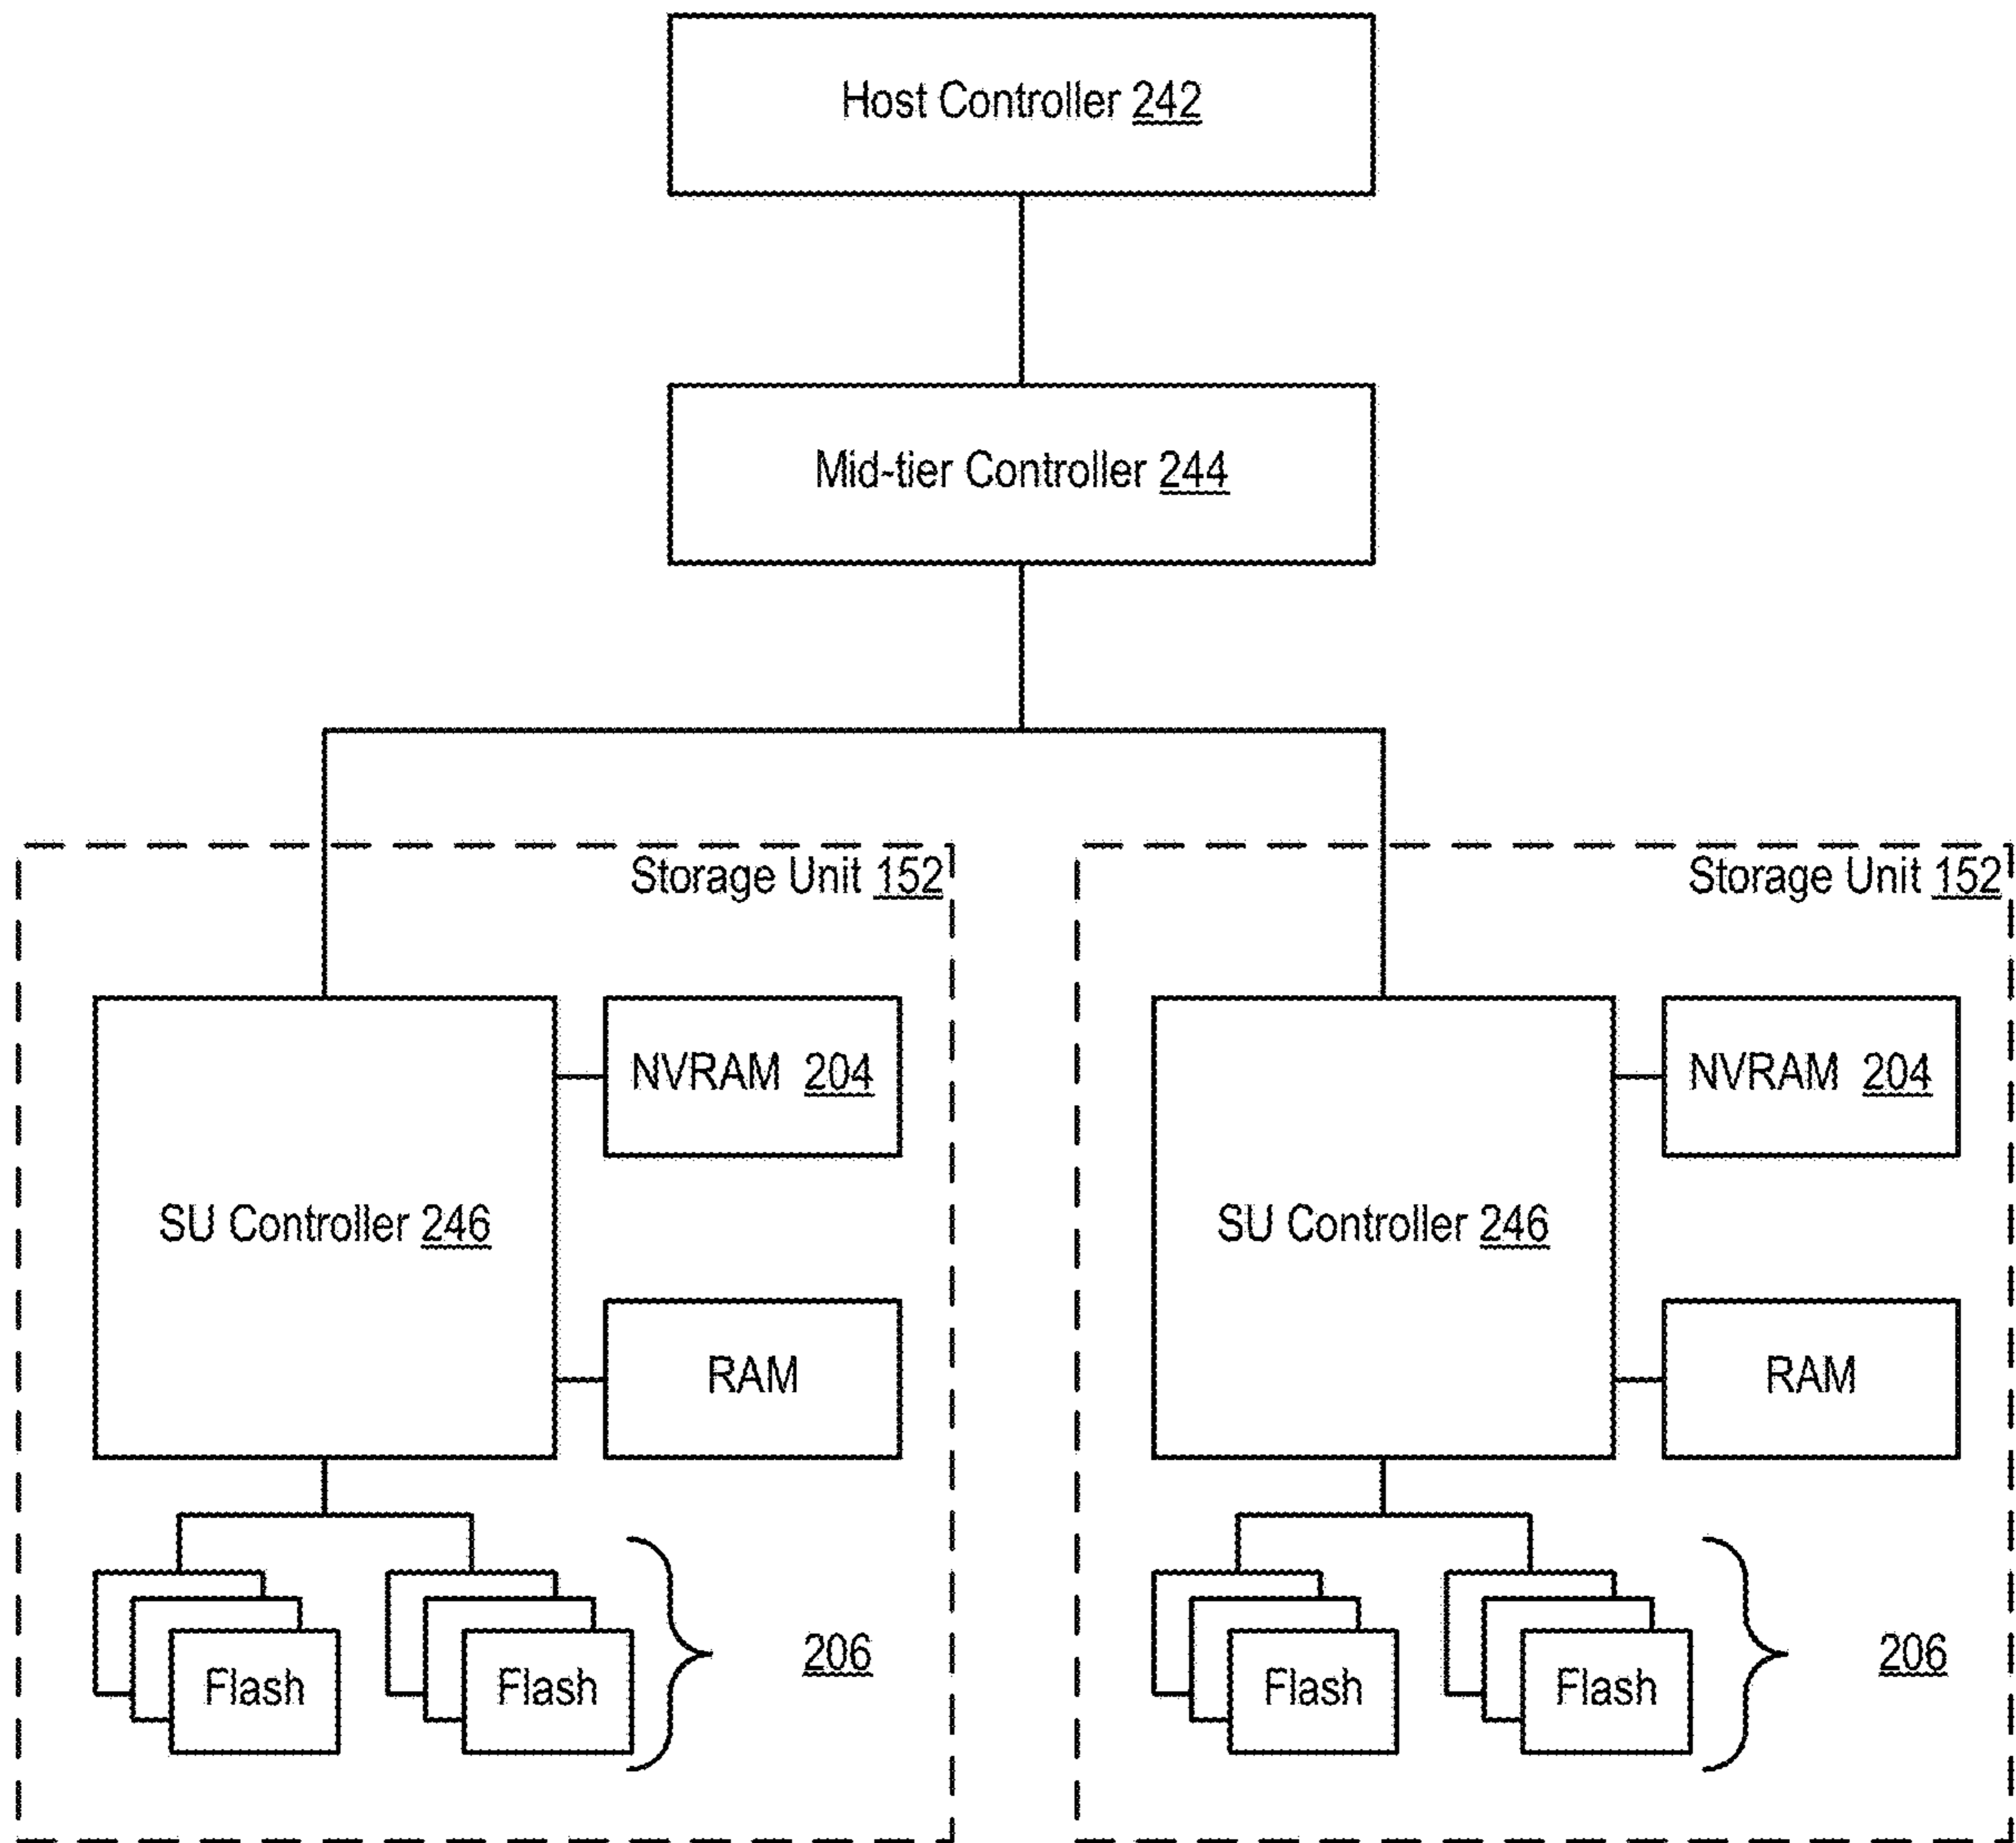 Host Controller 242
Mid-tier Controller 244
Storage Unit 152
Storage Unit 152
NVRAM 204
NVRAM 204
SU Controller 246
SU Controller 246
RAM
RAM
206
206
Flash
Flash
Flash
Flash